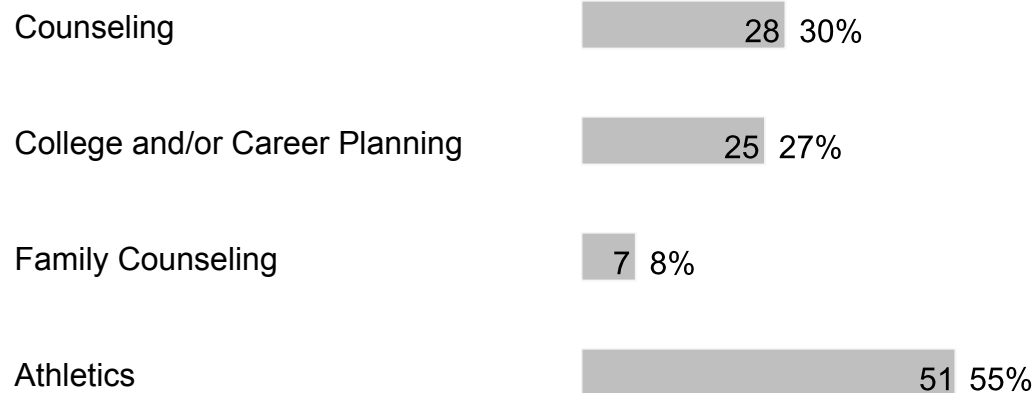 Counseling 28 30%
College and/or Career Planning 25 27%
Family Counseling 7 8%
Athletics 51 55%